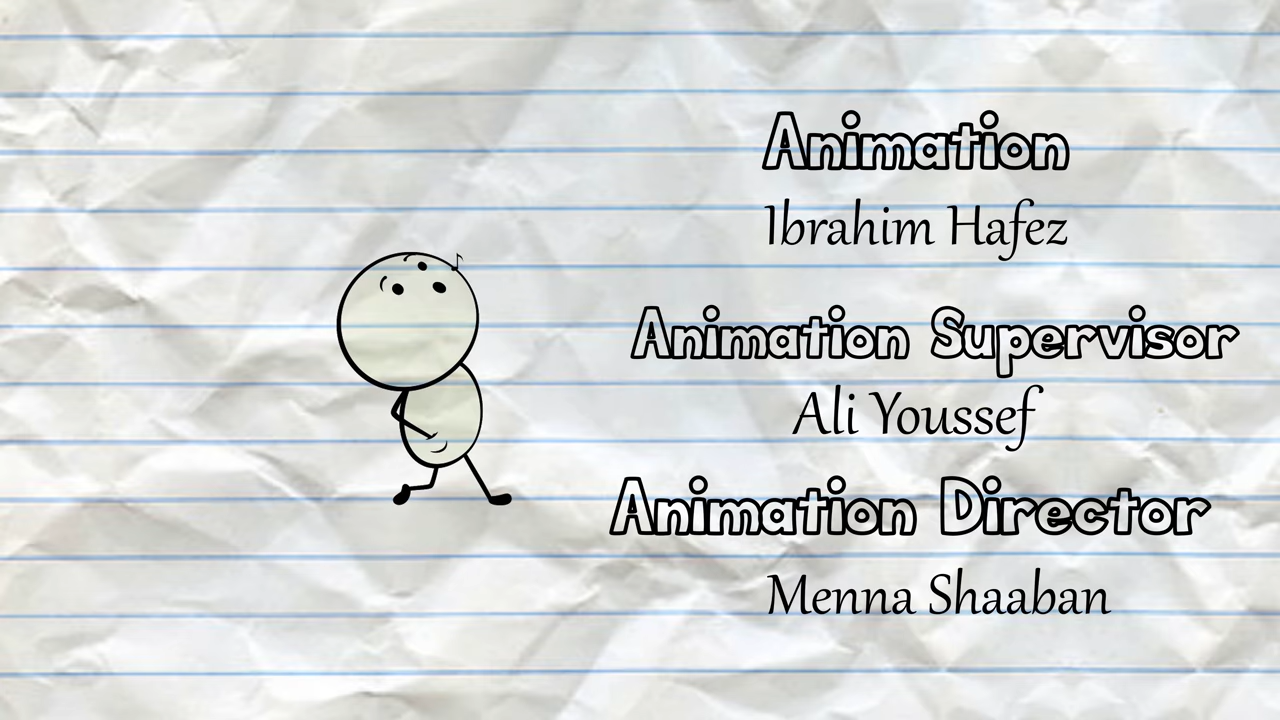 Animation
Ibrahim Hafez
Animation Supervisor
Ali Youssef
Animation Director
Menna Shaaban